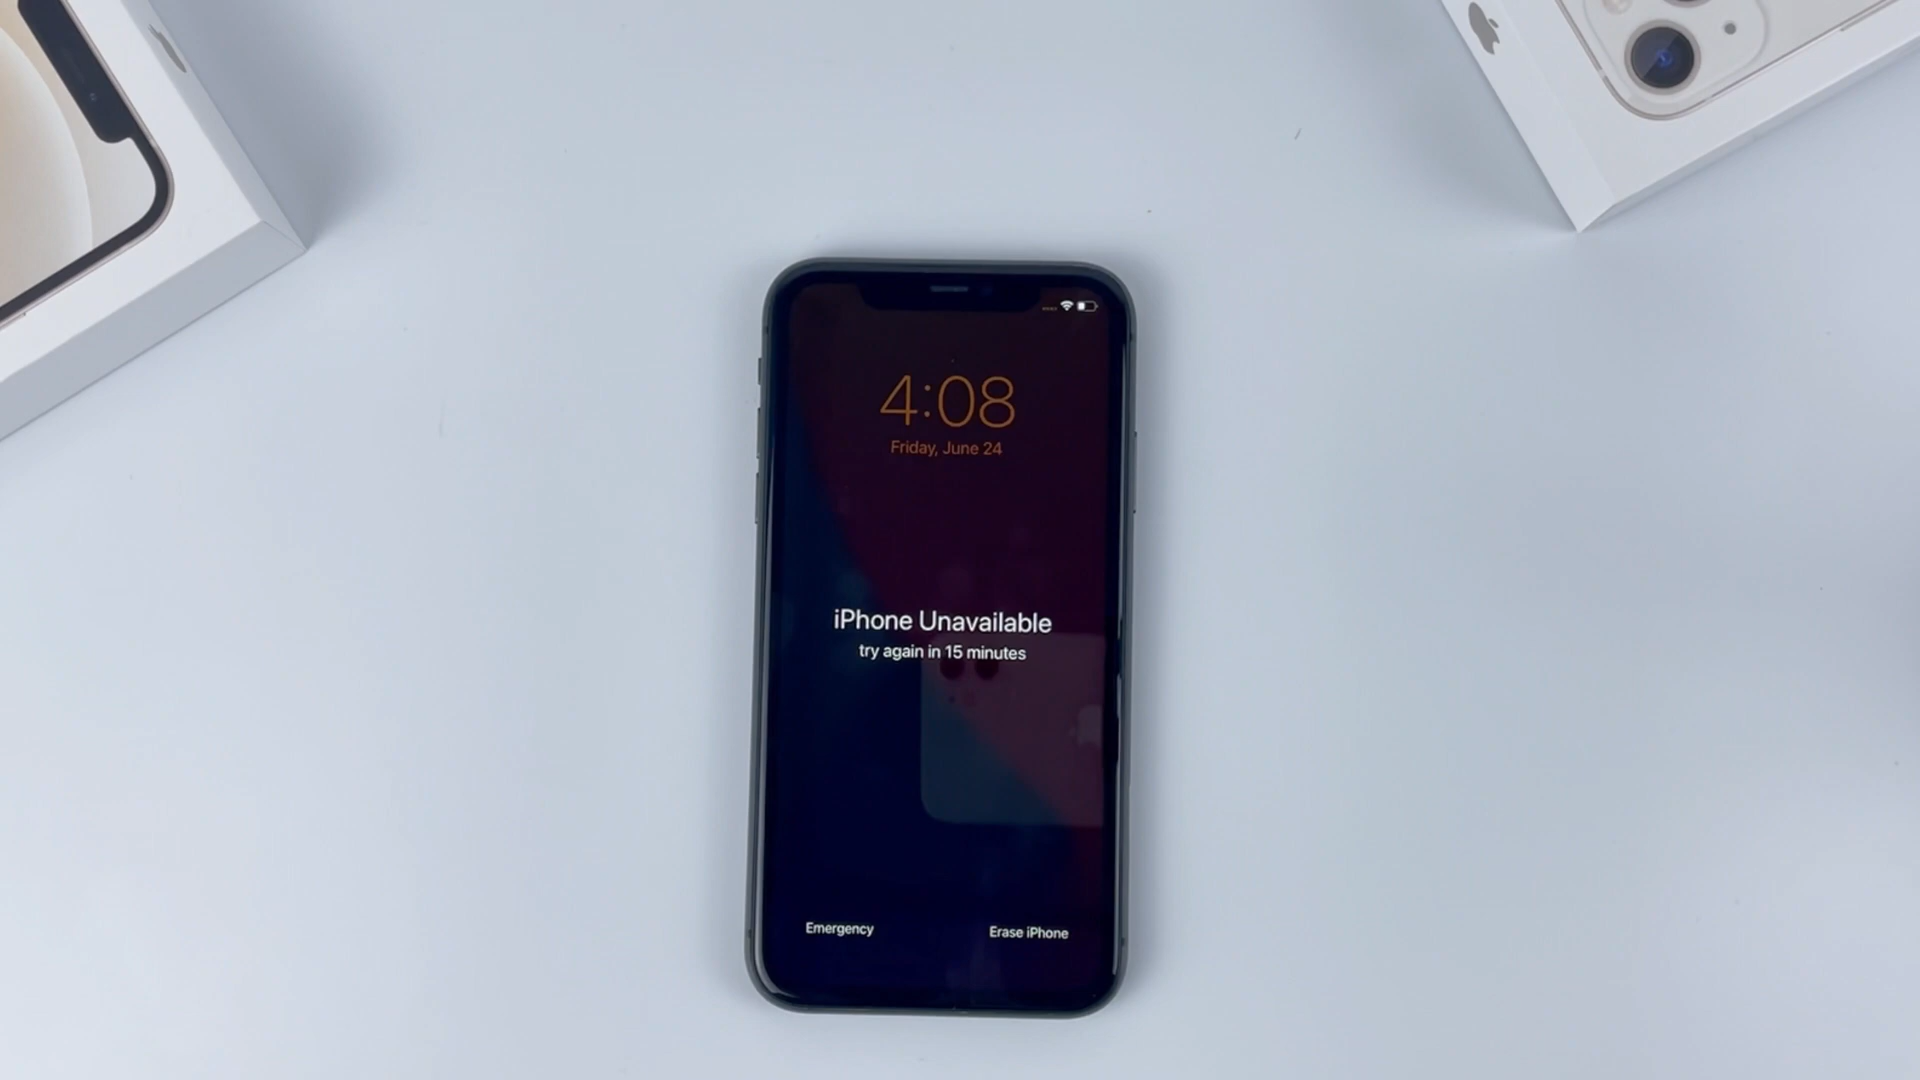 4:08
Friday, June 24
iPhone Unavailable
try again in 15 minutes
Emergency
Erase iPhone